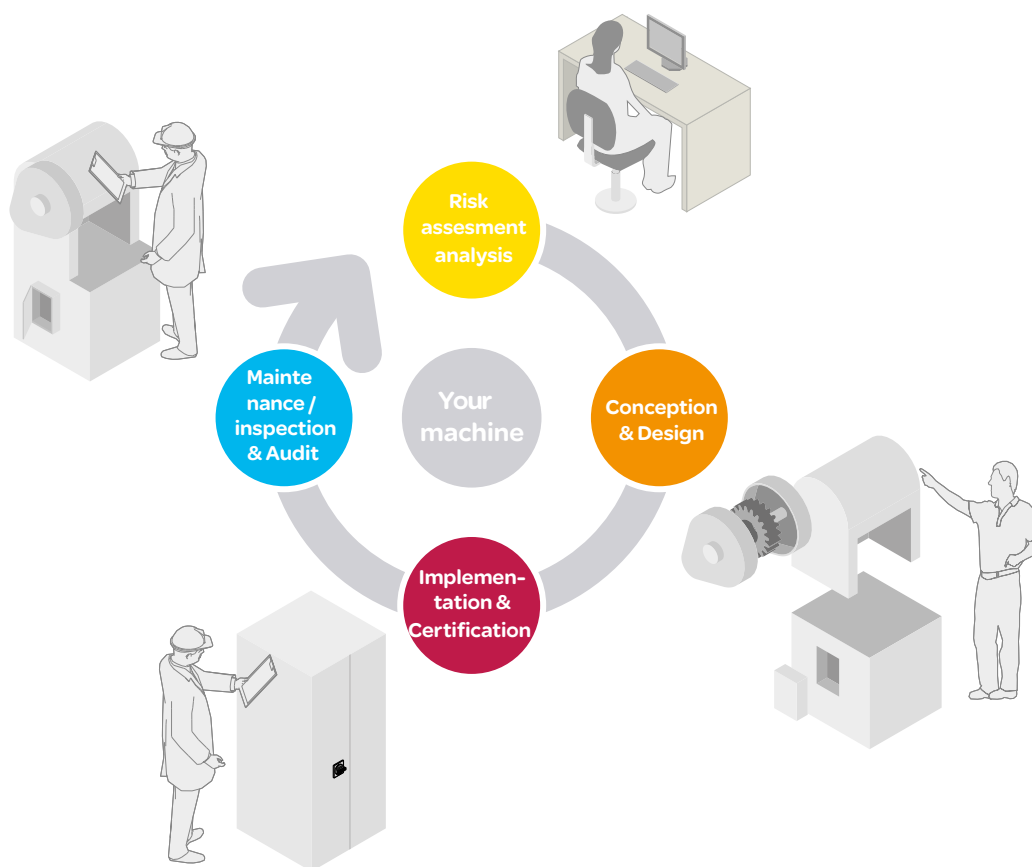 Risk
assesment
analysis
Conception
& Design
Implemen-
tation &
Certification
Mainte
nance /
inspection
& Audit
Your
machine